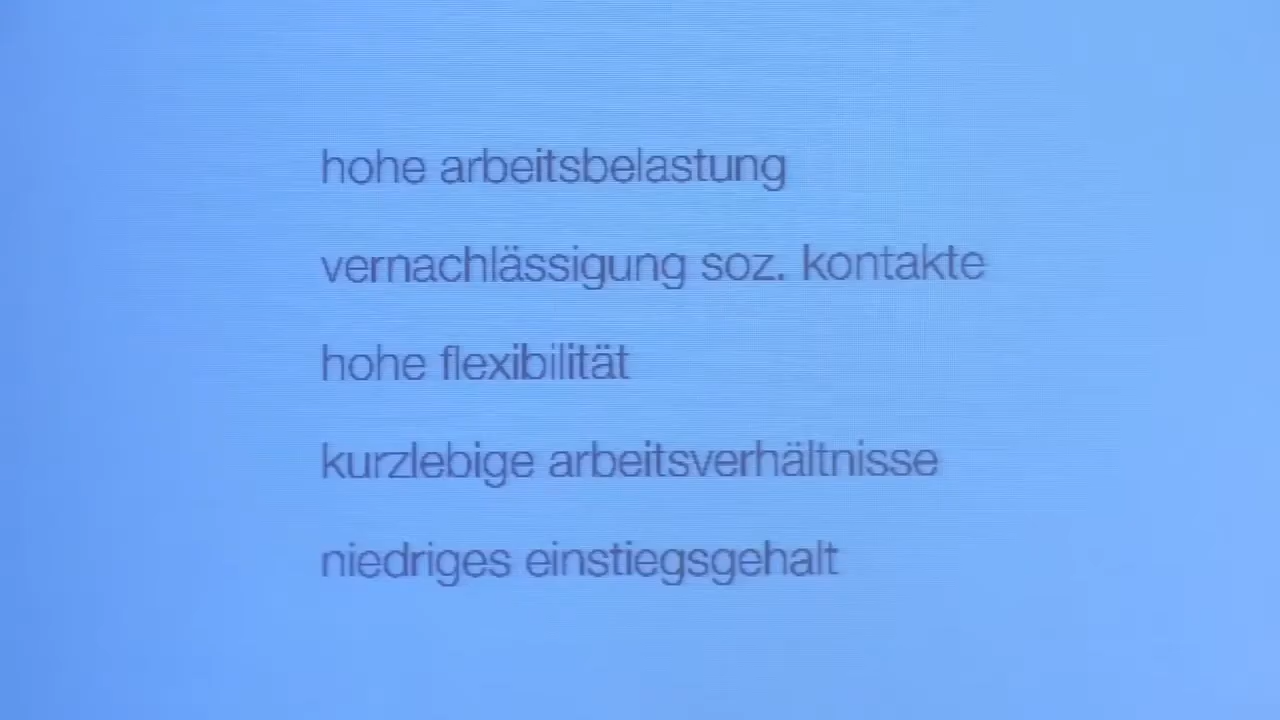 hohe arbeitsbelastung
vernachlässigung soz. kontakte
hohe flexibilität
kurzlebige arbeitsverhältnisse
niedriges einstiegsgehalt